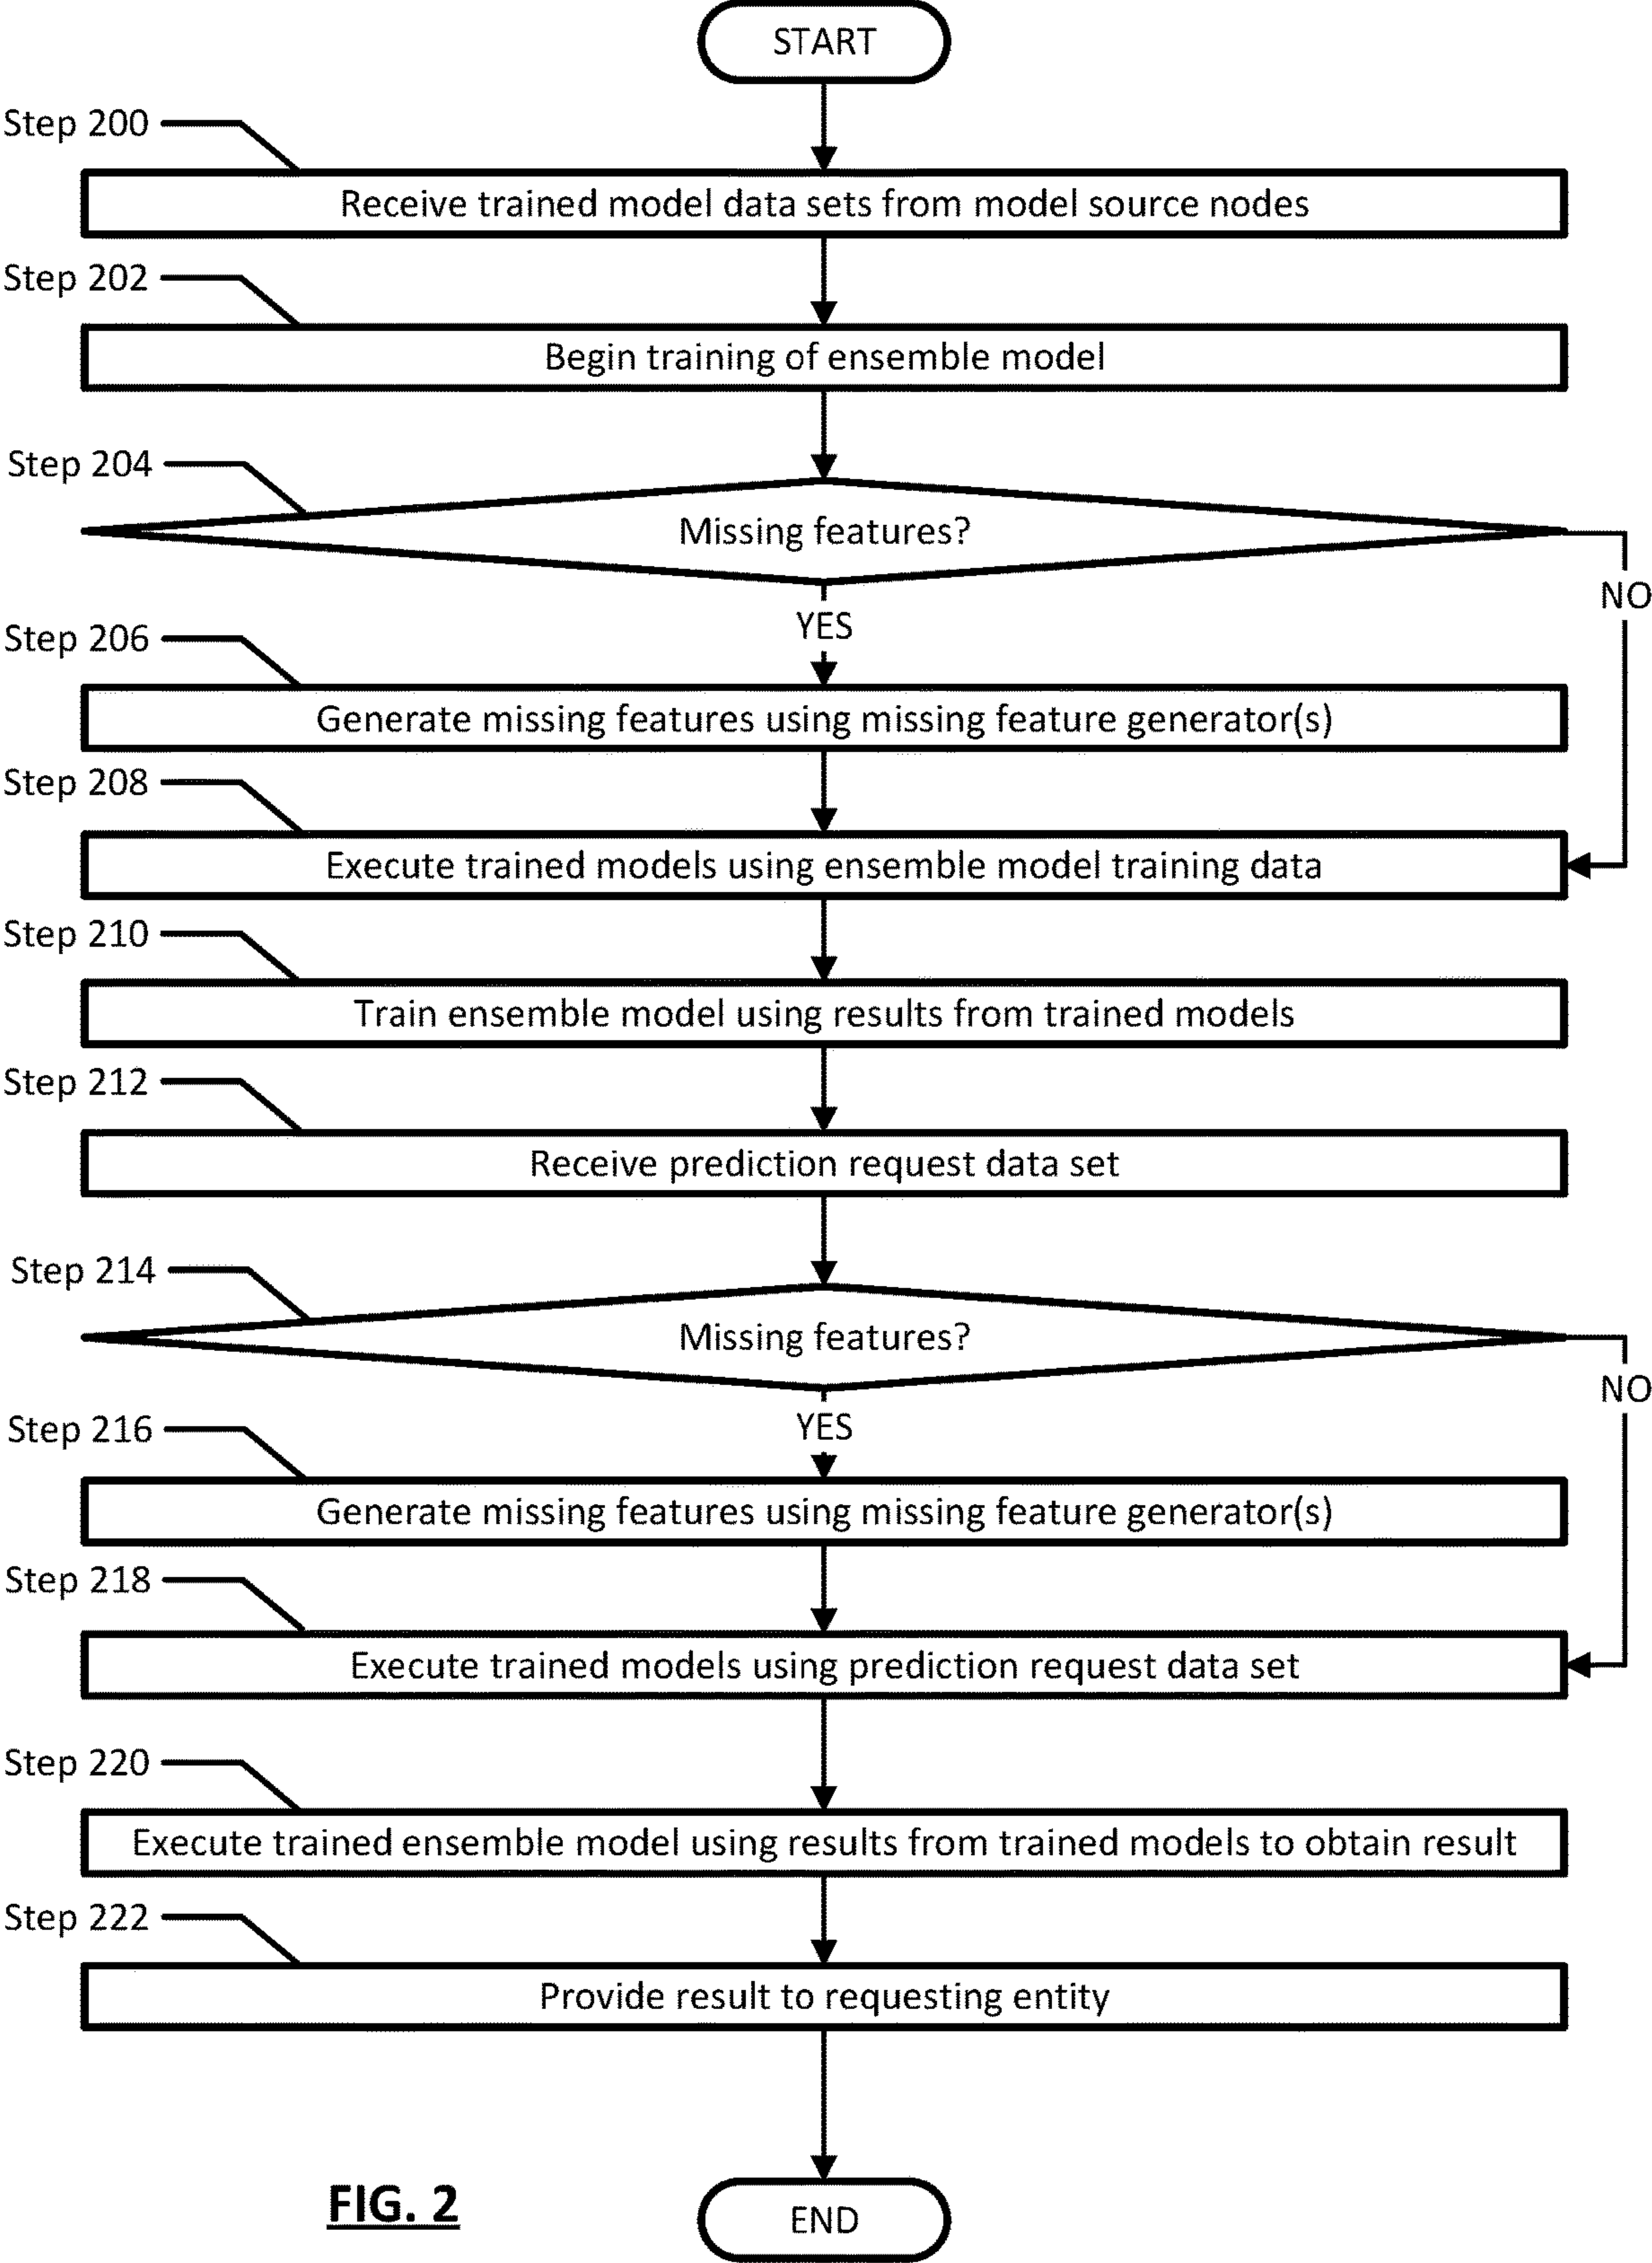 START
Step 200
Receive trained model data sets from model source nodes
Step 202
Begin training of ensemble model
Step 204
Missing features?
NO
YES
Step 206
Generate missing features using missing feature generator(s)
Step 208
Execute trained models using ensemble model training data
Step 210
Train ensemble model using results from trained models
Step 212
Receive prediction request data set
Step 214
Missing features?
NO
YES
Step 216
Generate missing features using missing feature generator(s)
Step 218
Execute trained models using prediction request data set
Step 220
Execute trained ensemble model using results from trained models to obtain result
Step 222
Provide result to requesting entity
FIG. 2
END